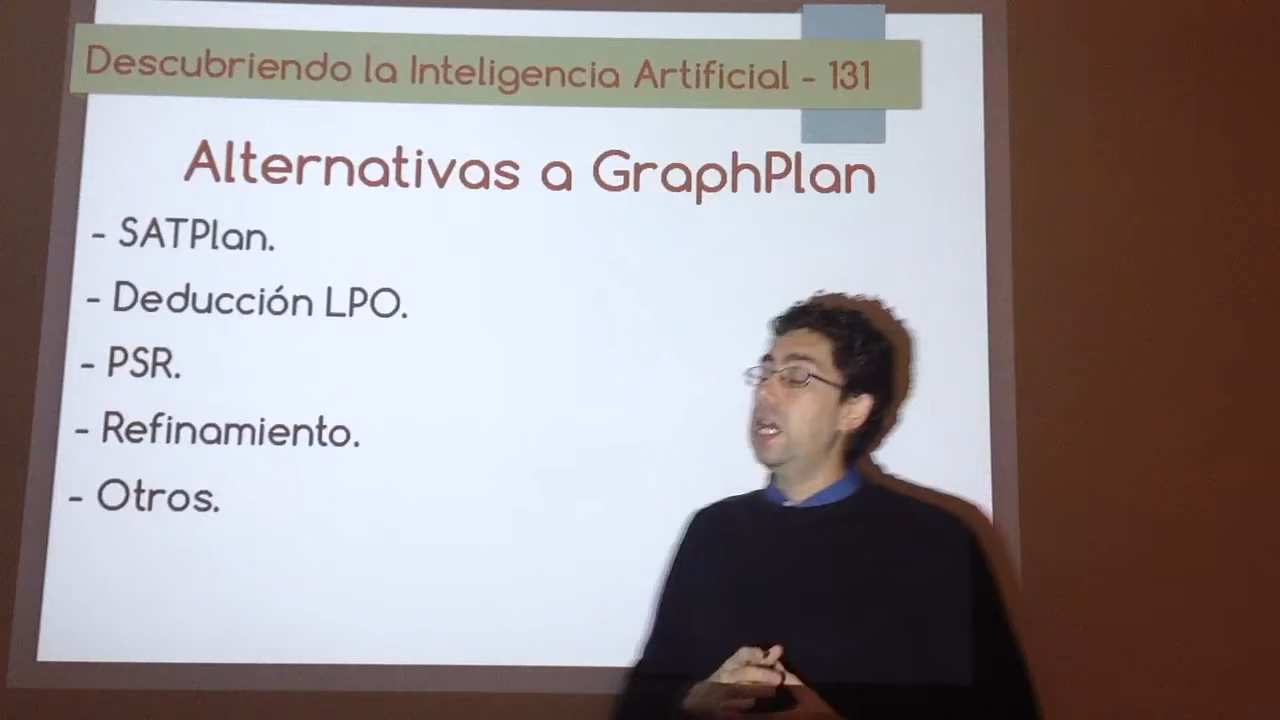 Descubriendo la Inteligencia Artificial - 131
Alternativas a GraphPlan
- SATPlan.
- Deducción LPO.
- PSR.
- Refinamiento.
- Otros.